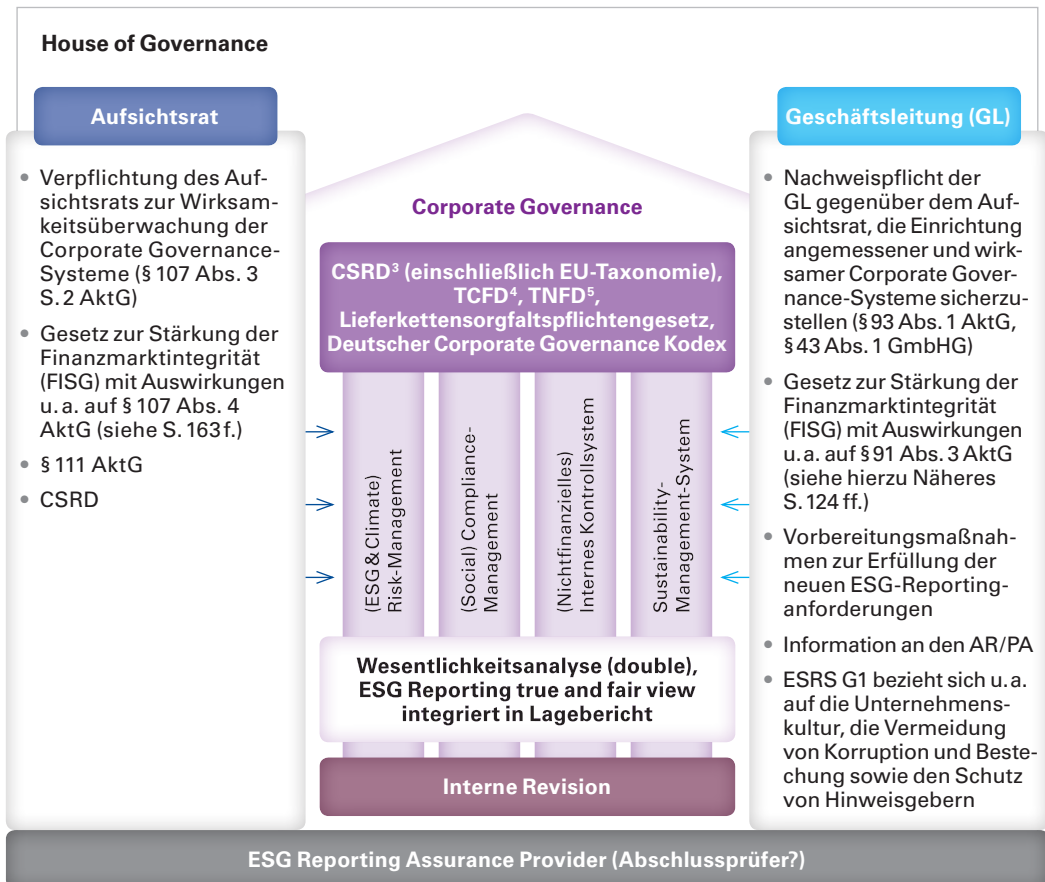 House of Governance
Aufsichtsrat
• Verpflichtung des Auf-
sichtsrats zur Wirksam-
keitsüberwachung der
Corporate Governance-
Systeme (§ 107 Abs. 3
S. 2 AktG)
• Gesetz zur Stärkung der
Finanzmarktintegrität
(FISG) mit Auswirkungen
u. a. auf § 107 Abs. 4
AktG (siehe S. 163 f.)
• § 111 AktG
• CSRD
Corporate Governance
CSRD³ (einschließlich EU-Taxonomie),
TCFD⁴, TNFD⁵,
Lieferkettensorgfaltspflichtengesetz,
Deutscher Corporate Governance Kodex
(ESG & Climate)
Risk-Management
(Social) Compliance-
Management
(Nichtfinanzielles)
Internes Kontrollsystem
Sustainability-
Management-System
Wesentlichkeitsanalyse (double),
ESG Reporting true and fair view
integriert in Lagebericht
Interne Revision
Geschäftsleitung (GL)
• Nachweispflicht der
GL gegenüber dem Auf-
sichtsrat, die Einrichtung
angemessener und wirk-
samer Corporate Gover-
nance-Systeme sicherzu-
stellen (§ 93 Abs. 1 AktG,
§ 43 Abs. 1 GmbHG)
• Gesetz zur Stärkung der
Finanzmarktintegrität
(FISG) mit Auswirkungen
u. a. auf § 91 Abs. 3 AktG
(siehe hierzu Näheres
S. 124 ff.)
• Vorbereitungsmaßnah-
men zur Erfüllung der
neuen ESG-Reporting-
anforderungen
• Information an den AR/PA
• ESRS G1 bezieht sich u. a.
auf die Unternehmens-
kultur, die Vermeidung
von Korruption und Beste-
chung sowie den Schutz
von Hinweisgebern
ESG Reporting Assurance Provider (Abschlussprüfer?)